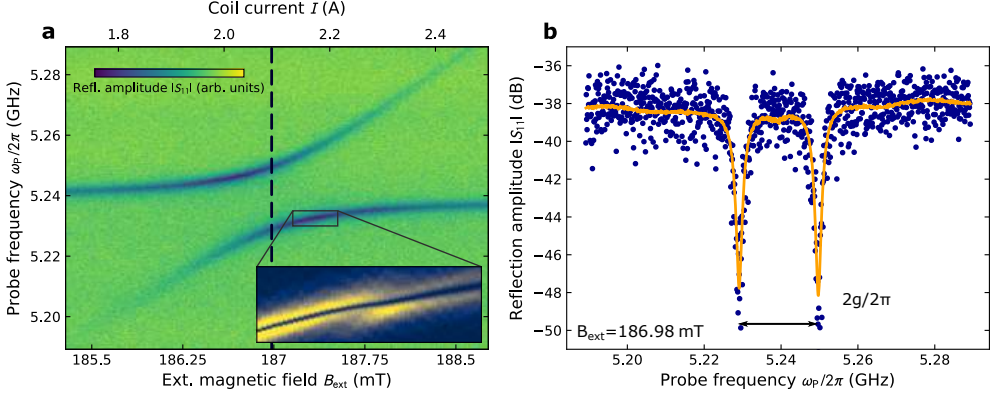 Coil current I (A)
a
1.8 2.0 2.2 2.4
Refl. amplitude |S₁₁| (arb. units)
Probe frequency ωₚ/2π (GHz)
5.28
5.26
5.24
5.22
5.20
185.5 186.25 187 187.75 188.5
Ext. magnetic field Bₑₓₜ (mT)
b
Reflection amplitude |S₁₁| (dB)
−36
−38
−40
−42
−44
−46
−48
−50
2g/2π
Bₑₓₜ=186.98 mT
5.20 5.22 5.24 5.26 5.28
Probe frequency ωₚ/2π (GHz)